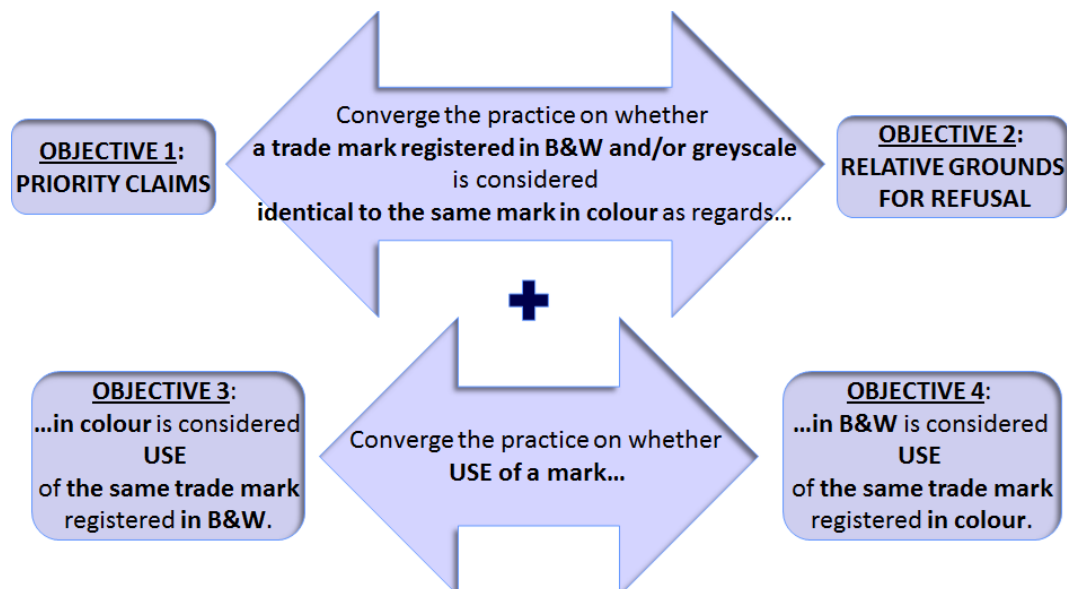 Converge the practice on whether
a trade mark registered in B&W and/or greyscale
is considered
identical to the same mark in colour as regards…
OBJECTIVE 1:
PRIORITY CLAIMS
OBJECTIVE 2:
RELATIVE GROUNDS
FOR REFUSAL
Converge the practice on whether
USE of a mark…
OBJECTIVE 3:
…in colour is considered
USE
of the same trade mark
registered in B&W.
OBJECTIVE 4:
…in B&W is considered
USE
of the same trade mark
registered in colour.